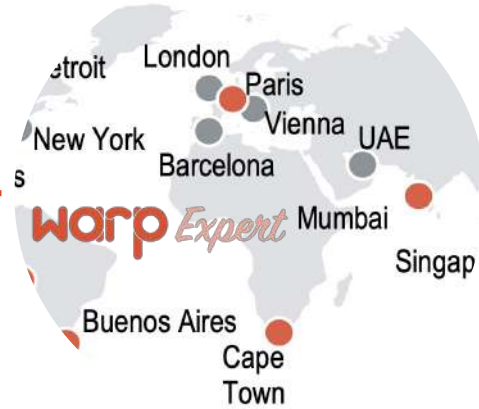 etroit
London
Paris
New York
Vienna
UAE
s
Barcelona
warp Expert
Mumbai
Singap
Buenos Aires
Cape
Town